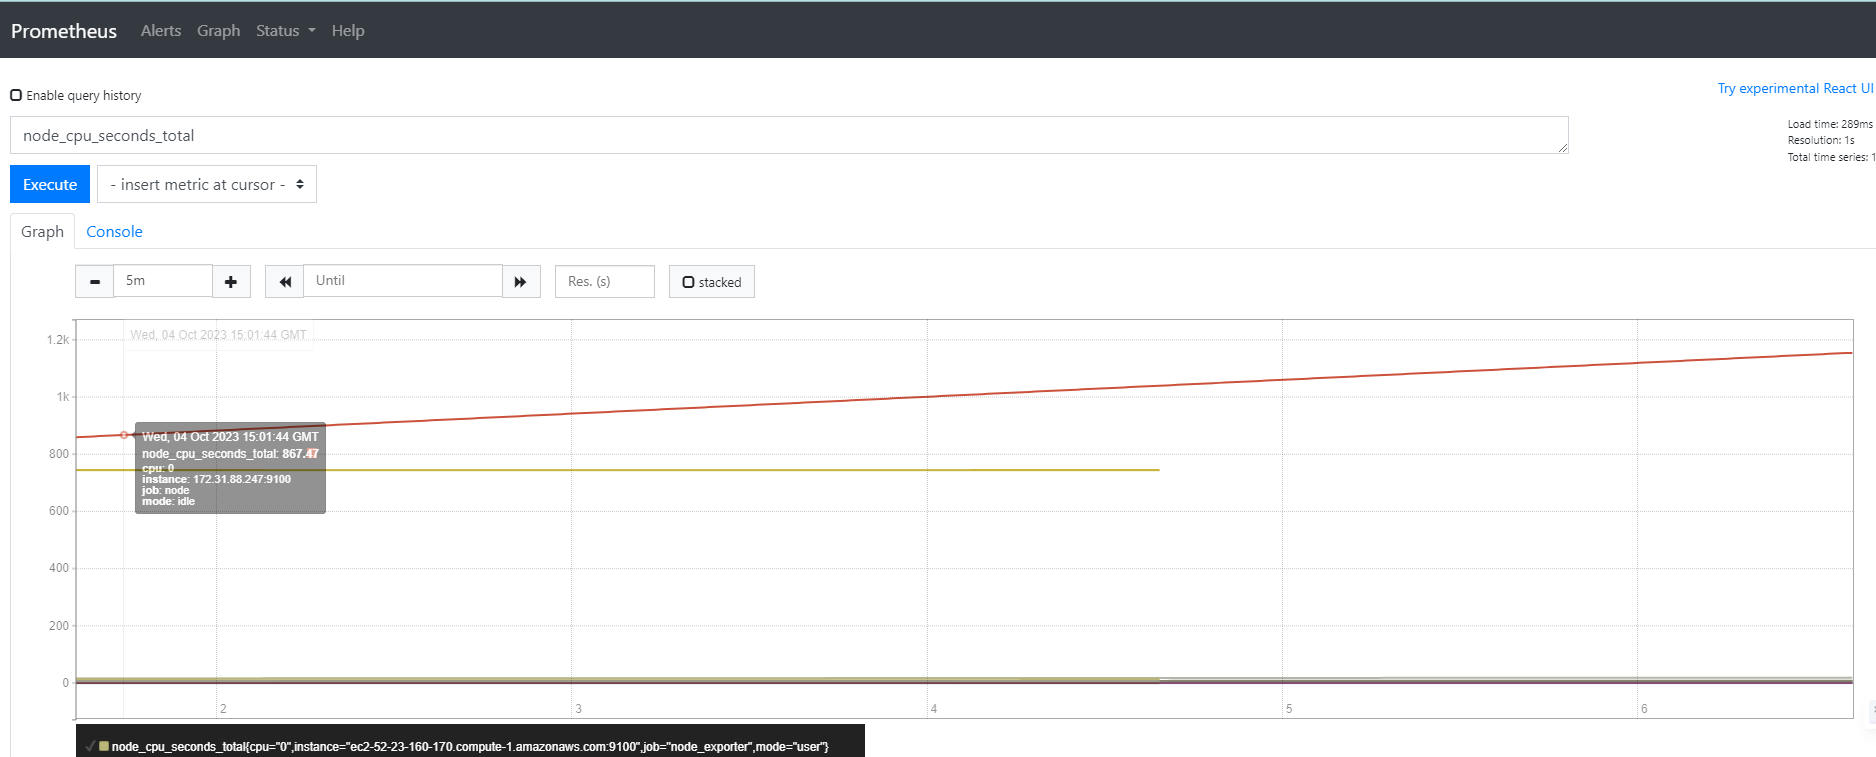 Prometheus Alerts Graph Status Help
Enable query history
Try experimental React UI
node_cpu_seconds_total
Load time: 289ms
Resolution: 1s
Total time series: 1
Execute - insert metric at cursor -
Graph Console
5m Until Res. (s) stacked
Wed, 04 Oct 2023 15:01:44 GMT
1.2k
1k
800
600
400
200
0
Wed, 04 Oct 2023 15:01:44 GMT
node_cpu_seconds_total: 867.47
cpu: 0
instance: 172.31.88.247:9100
job: node
mode: idle
2 3 4 5 6
node_cpu_seconds_total{cpu="0",instance="ec2-52-23-160-170.compute-1.amazonaws.com:9100",job="node_exporter",mode="user"}